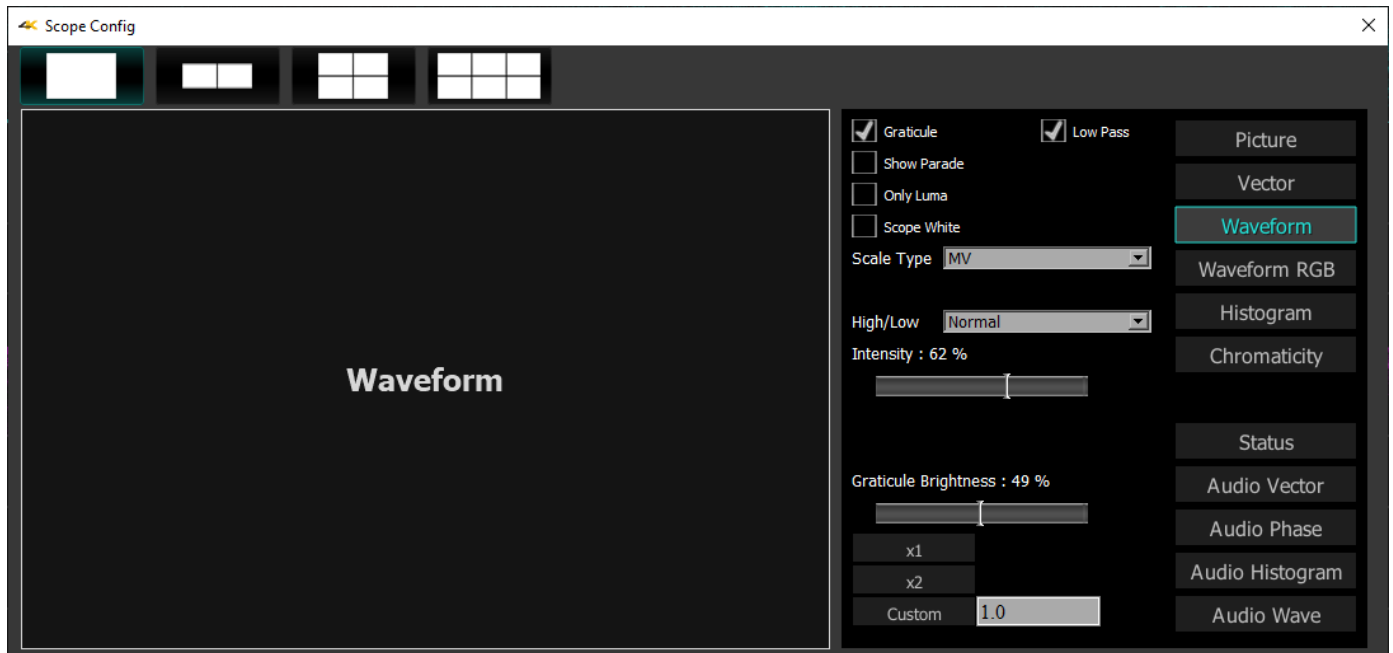 4K Scope Config
Waveform
Graticule
Low Pass
Show Parade
Only Luma
Scope White
Scale Type MV
High/Low Normal
Intensity : 62 %
Graticule Brightness : 49 %
x1
x2
Custom 1.0
Picture
Vector
Waveform
Waveform RGB
Histogram
Chromaticity
Status
Audio Vector
Audio Phase
Audio Histogram
Audio Wave